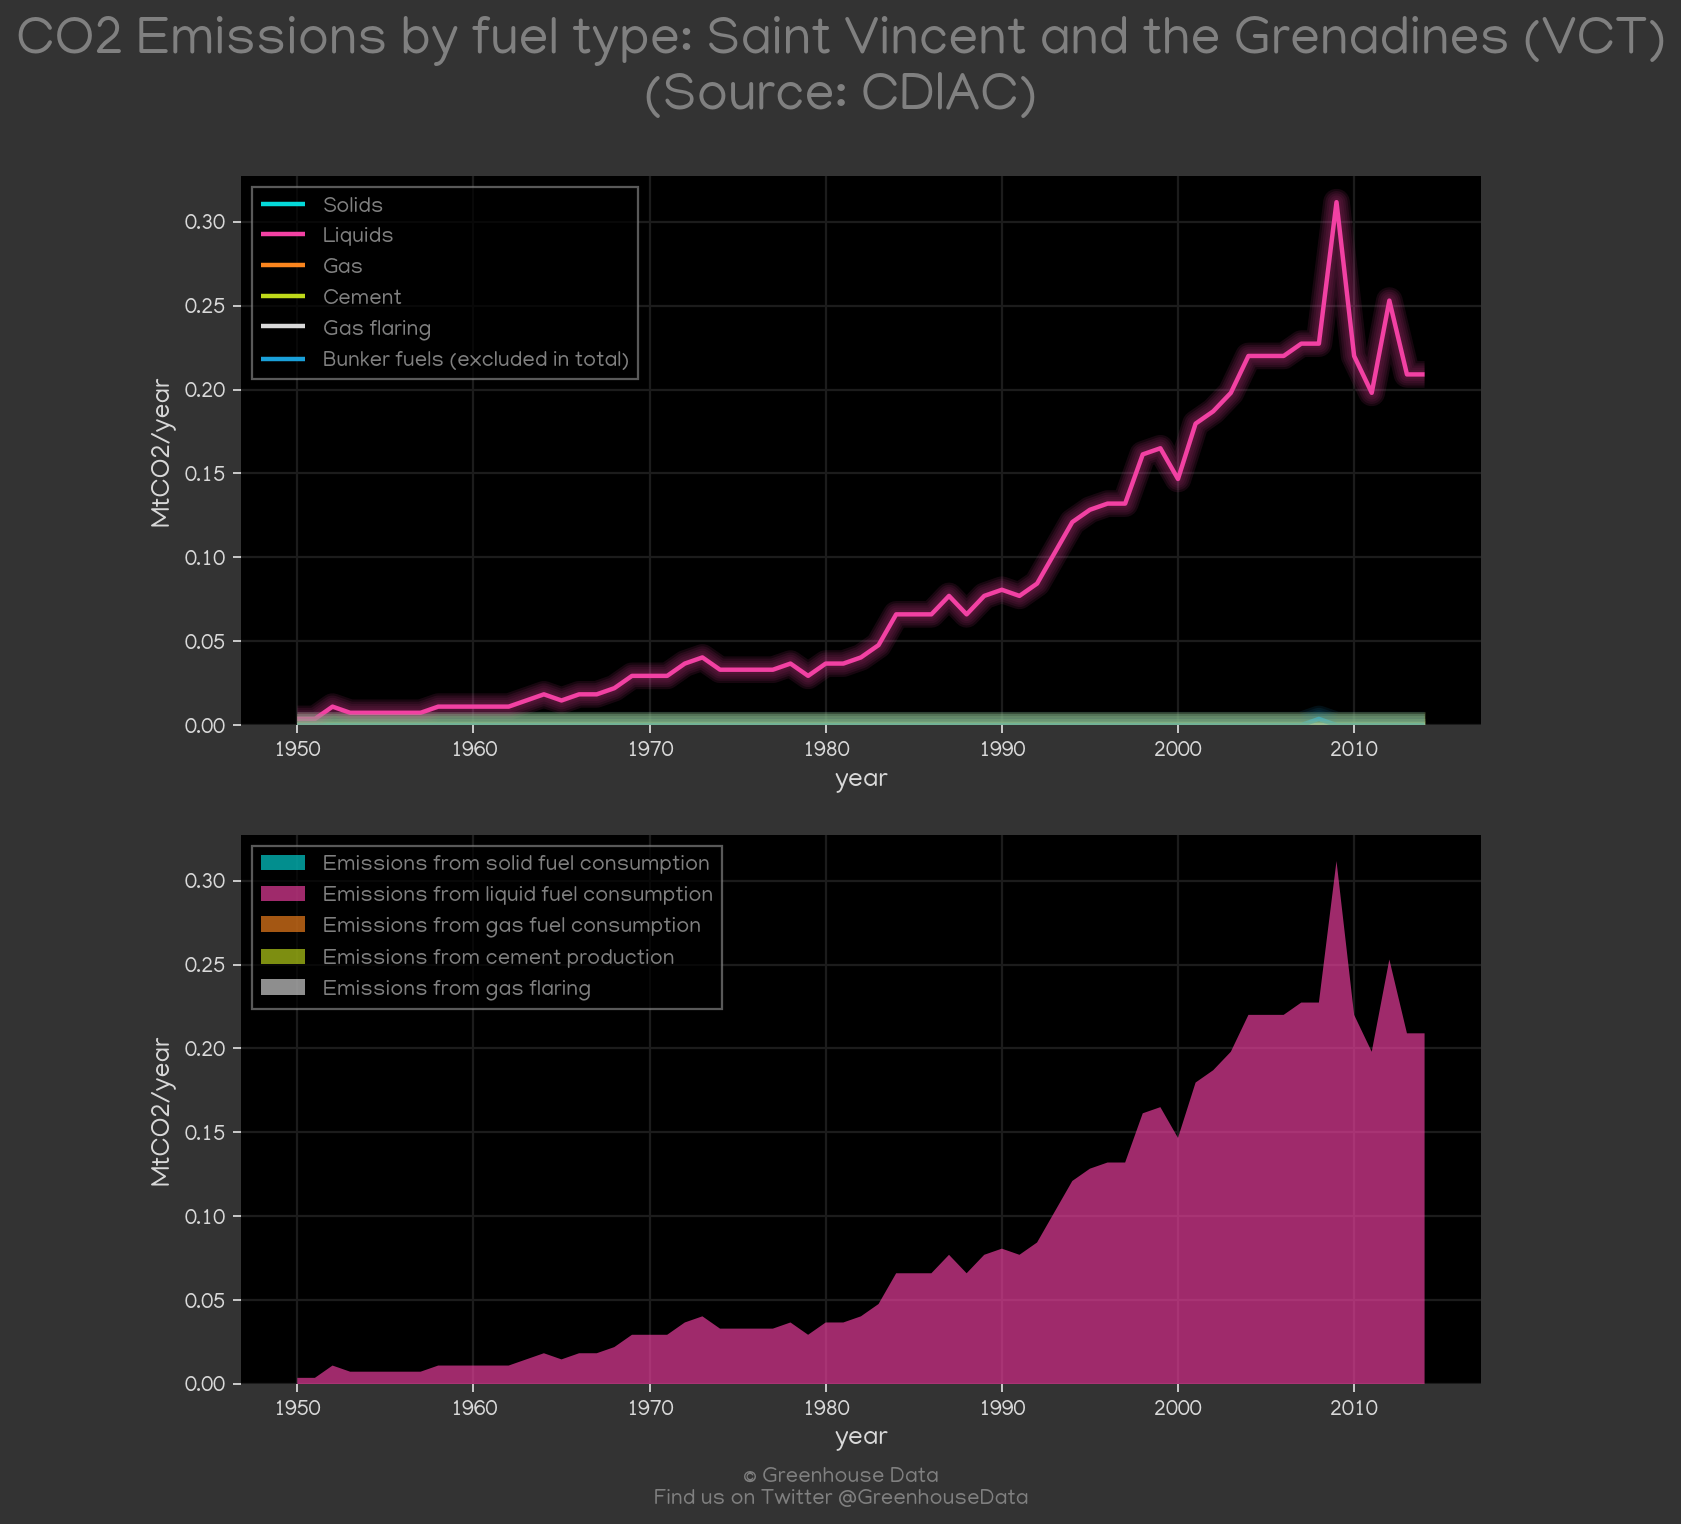 CO2 Emissions by fuel type: Saint Vincent and the Grenadines (VCT)
(Source: CDIAC)
Solids
Liquids
Gas
Cement
Gas flaring
Bunker fuels (excluded in total)
0.30
0.25
0.20
0.15
0.10
0.05
0.00
MtCO2/year
1950 1960 1970 1980 1990 2000 2010
year
Emissions from solid fuel consumption
Emissions from liquid fuel consumption
Emissions from gas fuel consumption
Emissions from cement production
Emissions from gas flaring
0.30
0.25
0.20
0.15
0.10
0.05
0.00
MtCO2/year
1950 1960 1970 1980 1990 2000 2010
year
© Greenhouse Data
Find us on Twitter @GreenhouseData